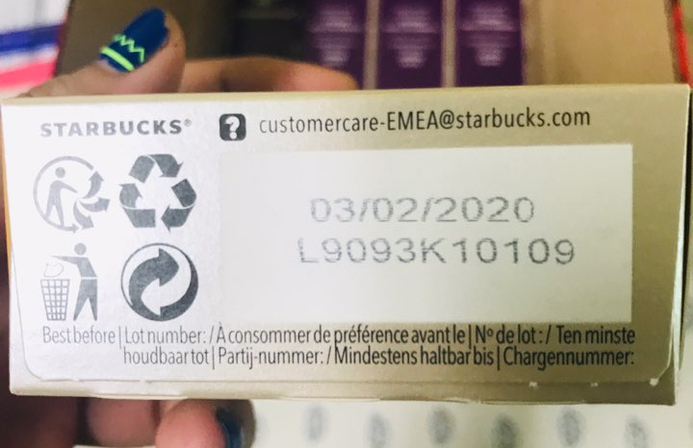 STARBUCKS®
? customercare-EMEA@starbucks.com
03/02/2020
L9093K10109
Best before | Lot number: / À consommer de préférence avant le | Nº de lot : / Ten minste
houdbaar tot | Partij-nummer: / Mindestens haltbar bis | Chargennummer: